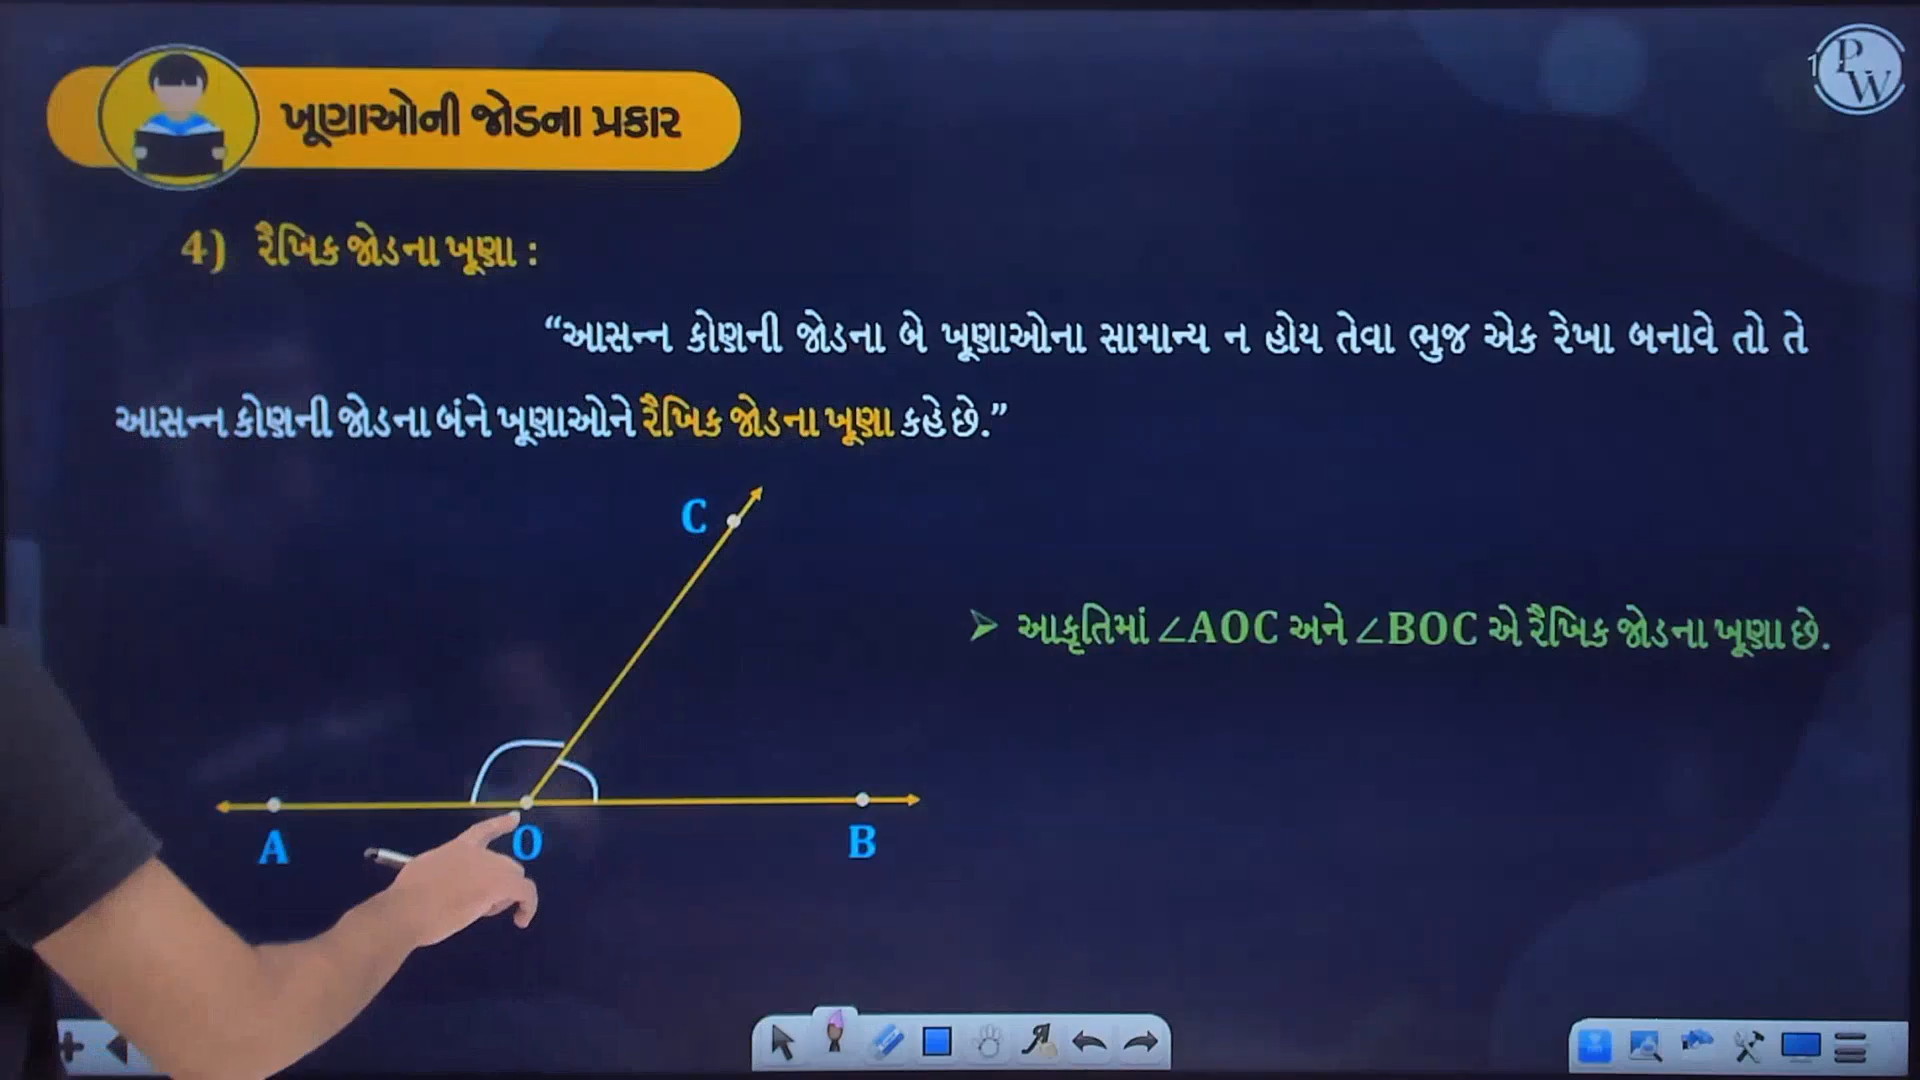 PW
1
ખૂણાઓની જોડના પ્રકાર
4) રૈખિક જોડના ખૂણા :
“આસન્ન કોણની જોડના બે ખૂણાઓના સામાન્ય ન હોય તેવા ભુજ એક રેખા બનાવે તો તે
આસન્ન કોણની જોડના બંને ખૂણાઓને રૈખિક જોડના ખૂણા કહે છે.”
C
➤ આકૃતિમાં ∠AOC અને ∠BOC એ રૈખિક જોડના ખૂણા છે.
A O B